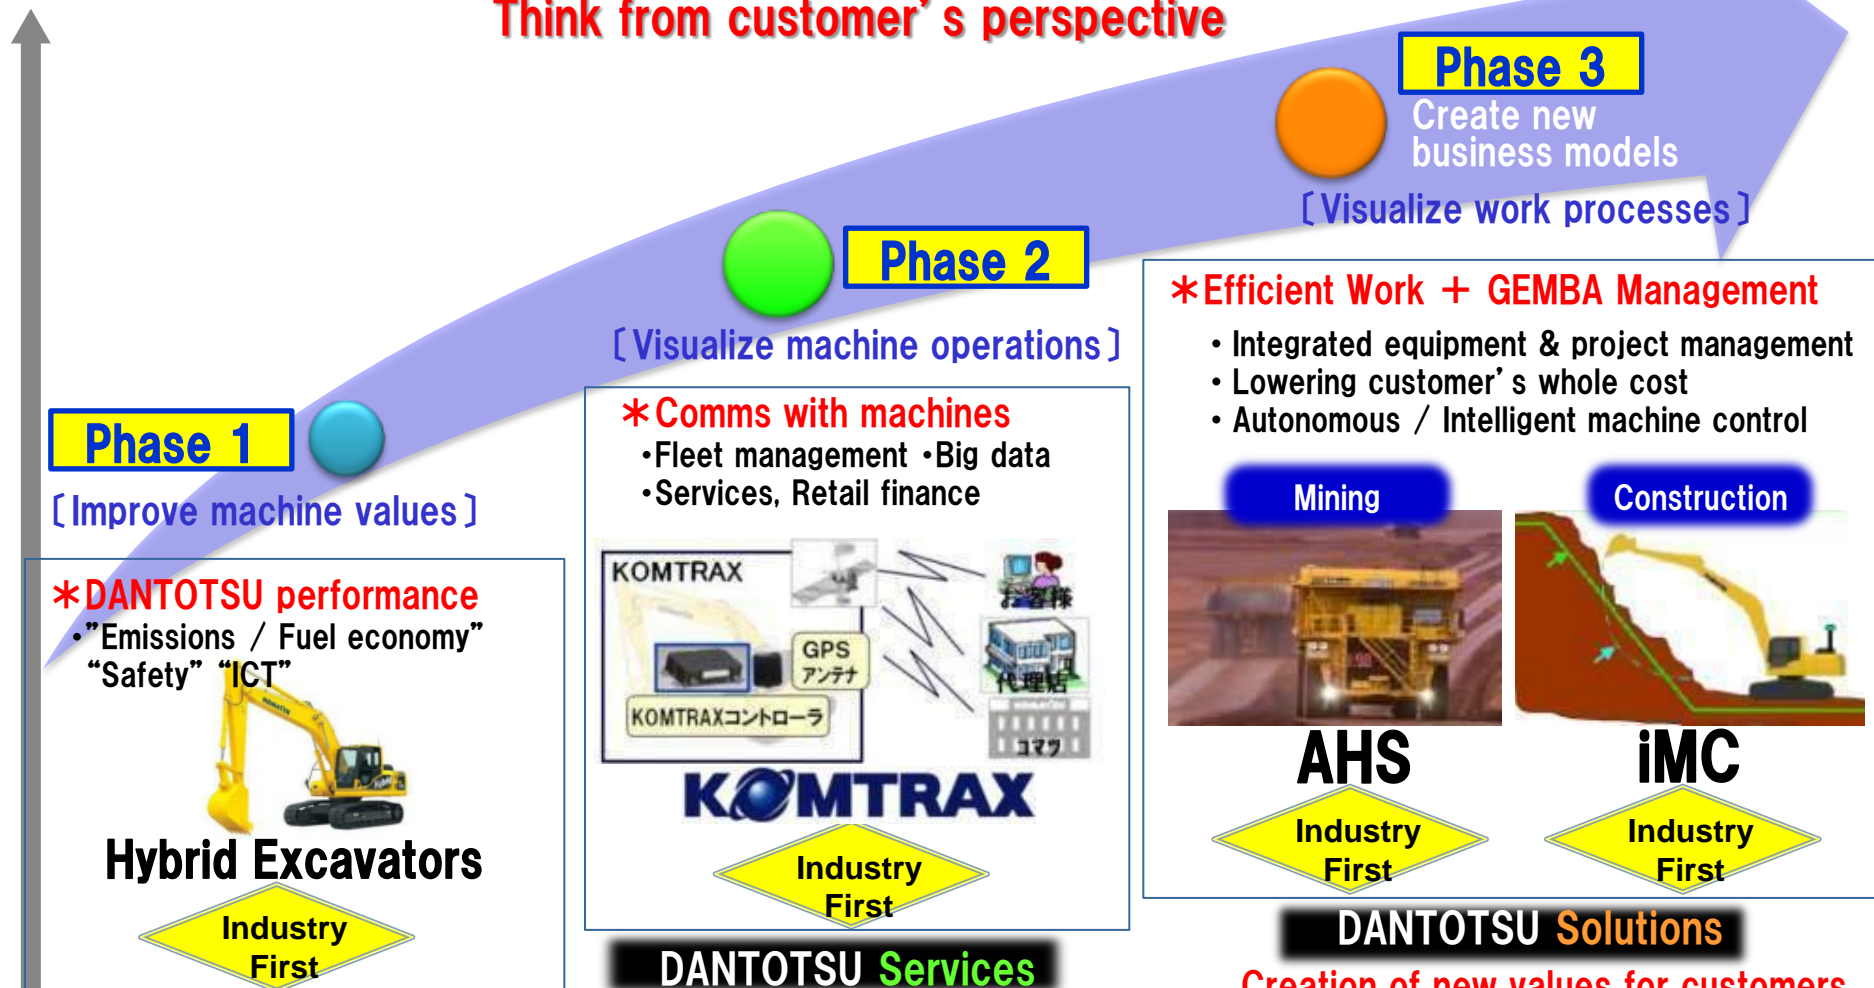 Think from customer’s perspective
Phase 3
Create new
business models
〔Visualize work processes〕
Phase 2
〔Visualize machine operations〕
Phase 1
〔Improve machine values〕
＊DANTOTSU performance
・”Emissions / Fuel economy”
“Safety” “ICT”
KOMATSU
Hybrid
Hybrid Excavators
Industry
First
＊Comms with machines
・Fleet management ・Big data
・Services, Retail finance
KOMTRAX
GPS
アンテナ
KOMTRAXコントローラ
お客様
代理店
コマツ
KOMTRAX
Industry
First
DANTOTSU Services
＊Efficient Work ＋ GEMBA Management
・Integrated equipment & project management
・Lowering customer’s whole cost
・Autonomous / Intelligent machine control
Mining
AHS
Industry
First
Construction
iMC
Industry
First
DANTOTSU Solutions
Creation of new values for customers